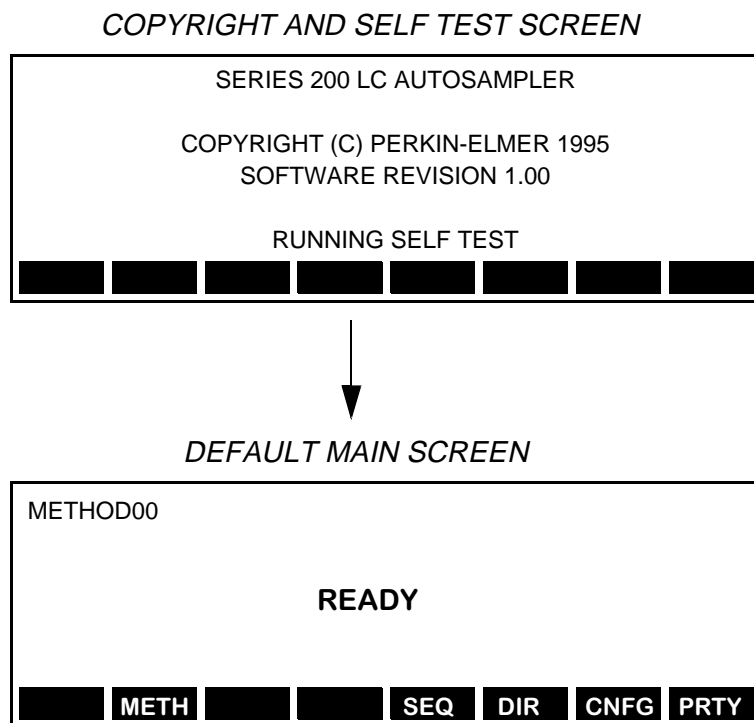 COPYRIGHT AND SELF TEST SCREEN
SERIES 200 LC AUTOSAMPLER
COPYRIGHT (C) PERKIN-ELMER 1995
SOFTWARE REVISION 1.00
RUNNING SELF TEST
DEFAULT MAIN SCREEN
METHOD00
READY
METH SEQ DIR CNFG PRTY